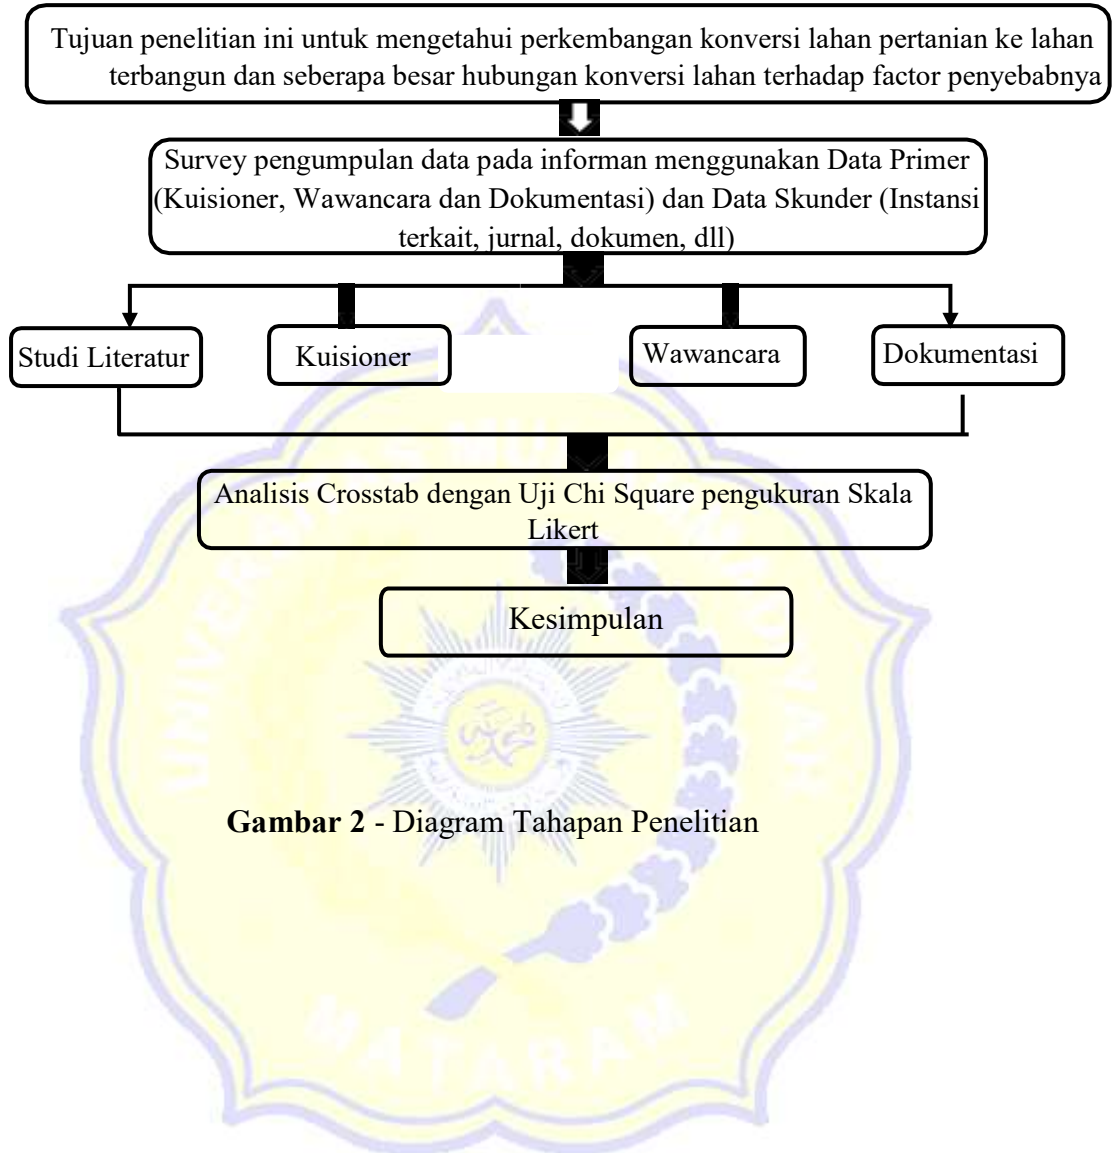 Tujuan penelitian ini untuk mengetahui perkembangan konversi lahan pertanian ke lahan
terbangun dan seberapa besar hubungan konversi lahan terhadap factor penyebabnya
Survey pengumpulan data pada informan menggunakan Data Primer
(Kuisioner, Wawancara dan Dokumentasi) dan Data Skunder (Instansi
terkait, jurnal, dokumen, dll)
Studi Literatur
Kuisioner
Wawancara
Dokumentasi
Analisis Crosstab dengan Uji Chi Square pengukuran Skala
Likert
Kesimpulan
Gambar 2 - Diagram Tahapan Penelitian
UNIVERSITAS MUHAMMADIYAH
MATARAM